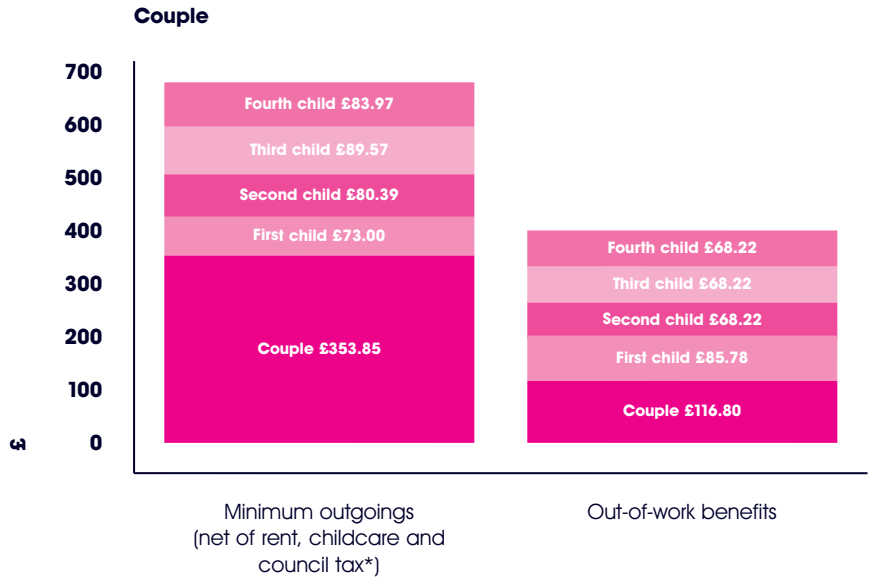 Couple
700
600
500
400
300
200
100
0
£
Fourth child £83.97
Third child £89.57
Second child £80.39
First child £73.00
Couple £353.85
Fourth child £68.22
Third child £68.22
Second child £68.22
First child £85.78
Couple £116.80
Minimum outgoings
(net of rent, childcare and
council tax*)
Out-of-work benefits